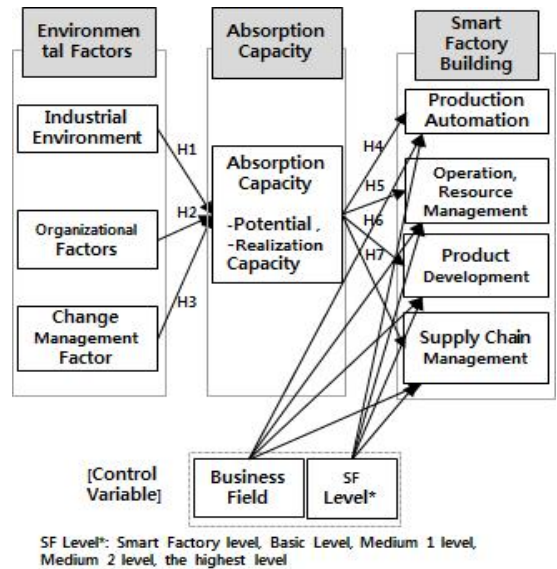 Environmen
tal Factors
Absorption
Capacity
Smart
Factory
Building
Industrial
Environment
Organizational
Factors
Change
Management
Factor
H1
H2
H3
Absorption
Capacity
-Potential ,
-Realization
Capacity
H4
H5
H6
H7
Production
Automation
Operation,
Resource
Management
Product
Development
Supply Chain
Management
[Control
Variable]
Business
Field
SF
Level*
SF Level*: Smart Factory level, Basic Level, Medium 1 level,
Medium 2 level, the highest level